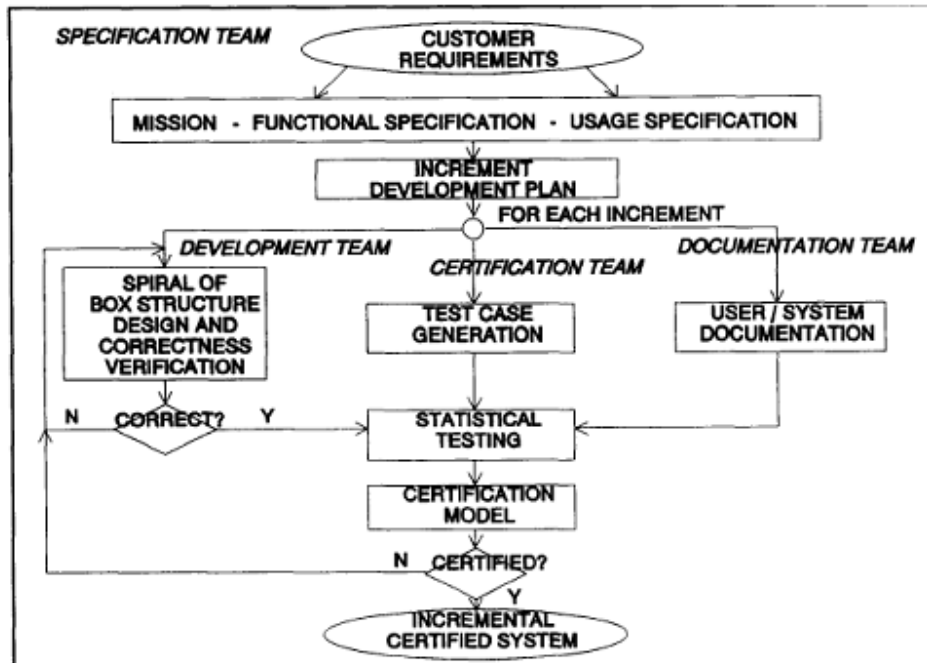 SPECIFICATION TEAM
CUSTOMER
REQUIREMENTS
MISSION - FUNCTIONAL SPECIFICATION - USAGE SPECIFICATION
INCREMENT
DEVELOPMENT PLAN
FOR EACH INCREMENT
DEVELOPMENT TEAM
CERTIFICATION TEAM
DOCUMENTATION TEAM
SPIRAL OF
BOX STRUCTURE
DESIGN AND
CORRECTNESS
VERIFICATION
TEST CASE
GENERATION
USER / SYSTEM
DOCUMENTATION
N
CORRECT?
Y
STATISTICAL
TESTING
CERTIFICATION
MODEL
N
CERTIFIED?
Y
INCREMENTAL
CERTIFIED SYSTEM